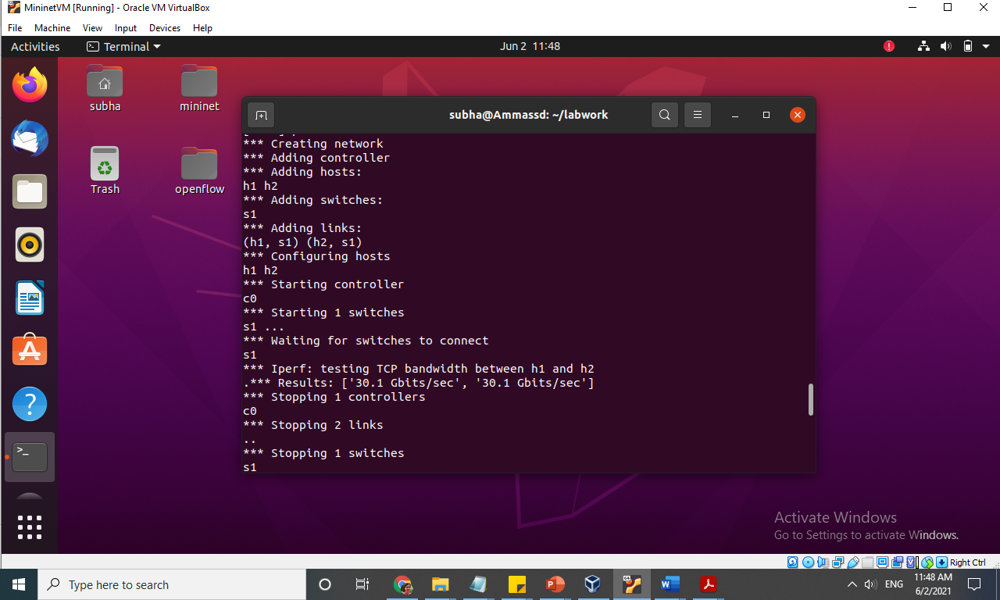 MininetVM [Running] - Oracle VM VirtualBox
File Machine View Input Devices Help
Activities Terminal Jun 2 11:48
subha mininet
Trash openflow
subha@Ammassd: ~/labwork
*** Creating network
*** Adding controller
*** Adding hosts:
h1 h2
*** Adding switches:
s1
*** Adding links:
(h1, s1) (h2, s1)
*** Configuring hosts
h1 h2
*** Starting controller
c0
*** Starting 1 switches
s1 ...
*** Waiting for switches to connect
s1
*** Iperf: testing TCP bandwidth between h1 and h2
.*** Results: ['30.1 Gbits/sec', '30.1 Gbits/sec']
*** Stopping 1 controllers
c0
*** Stopping 2 links
..
*** Stopping 1 switches
s1
Activate Windows
Go to Settings to activate Windows.
Right Ctrl
Type here to search
ENG
11:48 AM
6/2/2021